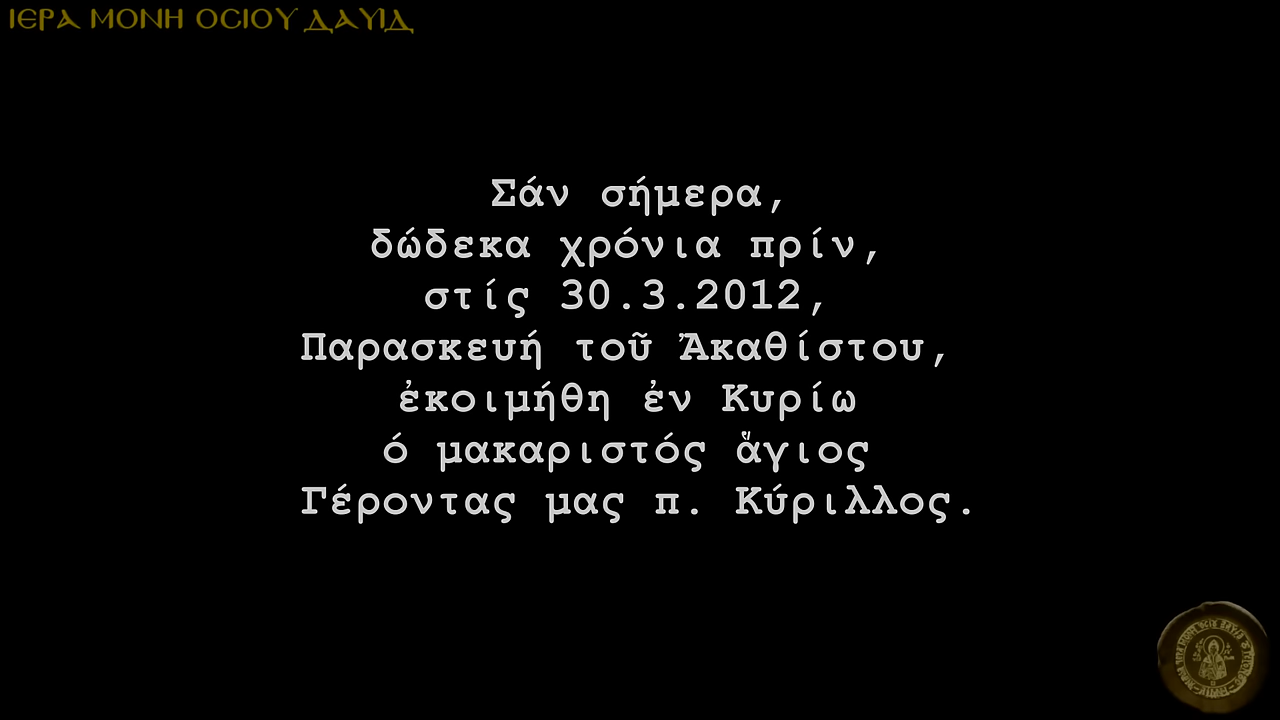 ΙΕΡΑ ΜΟΝΗ ΟΣΙΟΥ ΔΑΥΙΔ
Σάν σήμερα,
δώδεκα χρόνια πρίν,
στίς 30.3.2012,
Παρασκευή τοῦ Ἀκαθίστου,
ἐκοιμήθη ἐν Κυρίω
ό μακαριστός ἅγιος
Γέροντας μας π. Κύριλλος.